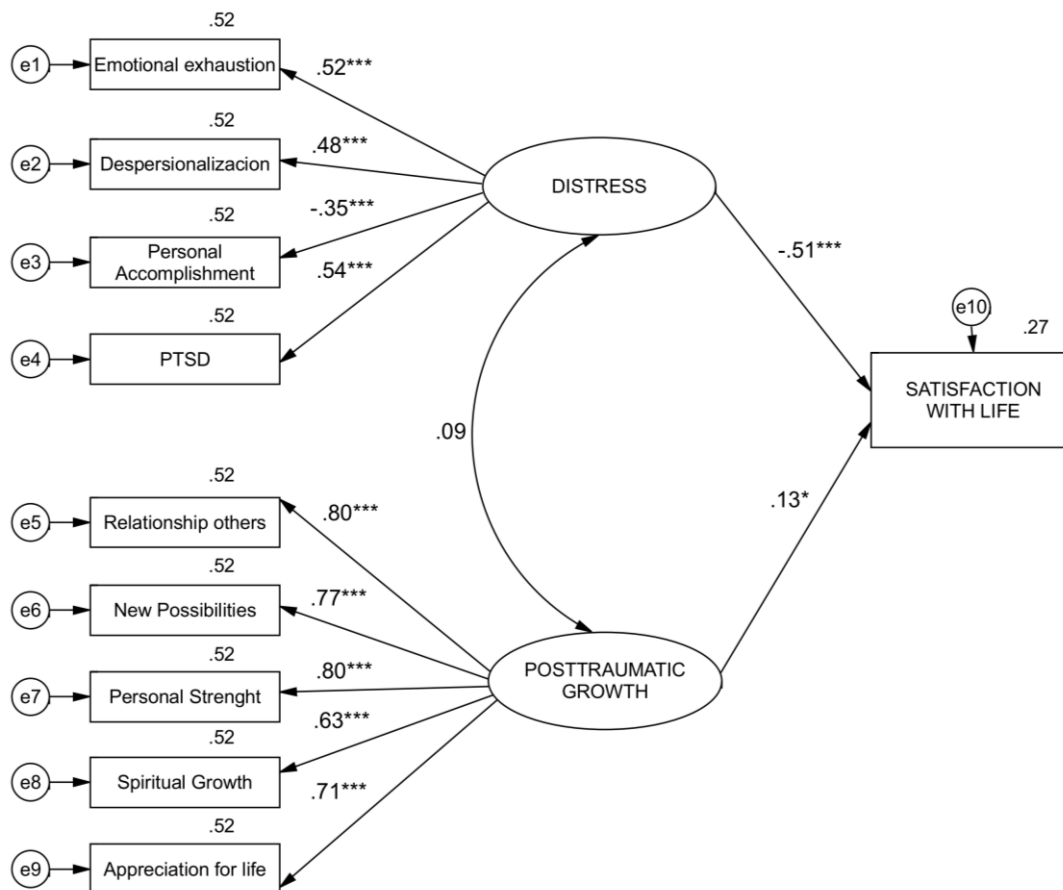 .52
e1
Emotional exhaustion
.52***
.52
e2
Despersionalizacion
.48***
.52
e3
Personal
Accomplishment
-.35***
.52
e4
PTSD
.54***
DISTRESS
-.51***
e10
.27
SATISFACTION
WITH LIFE
.09
.13*
.52
e5
Relationship others
.80***
.52
e6
New Possibilities
.77***
.52
e7
Personal Strenght
.80***
.52
e8
Spiritual Growth
.63***
.52
e9
Appreciation for life
.71***
POSTTRAUMATIC
GROWTH